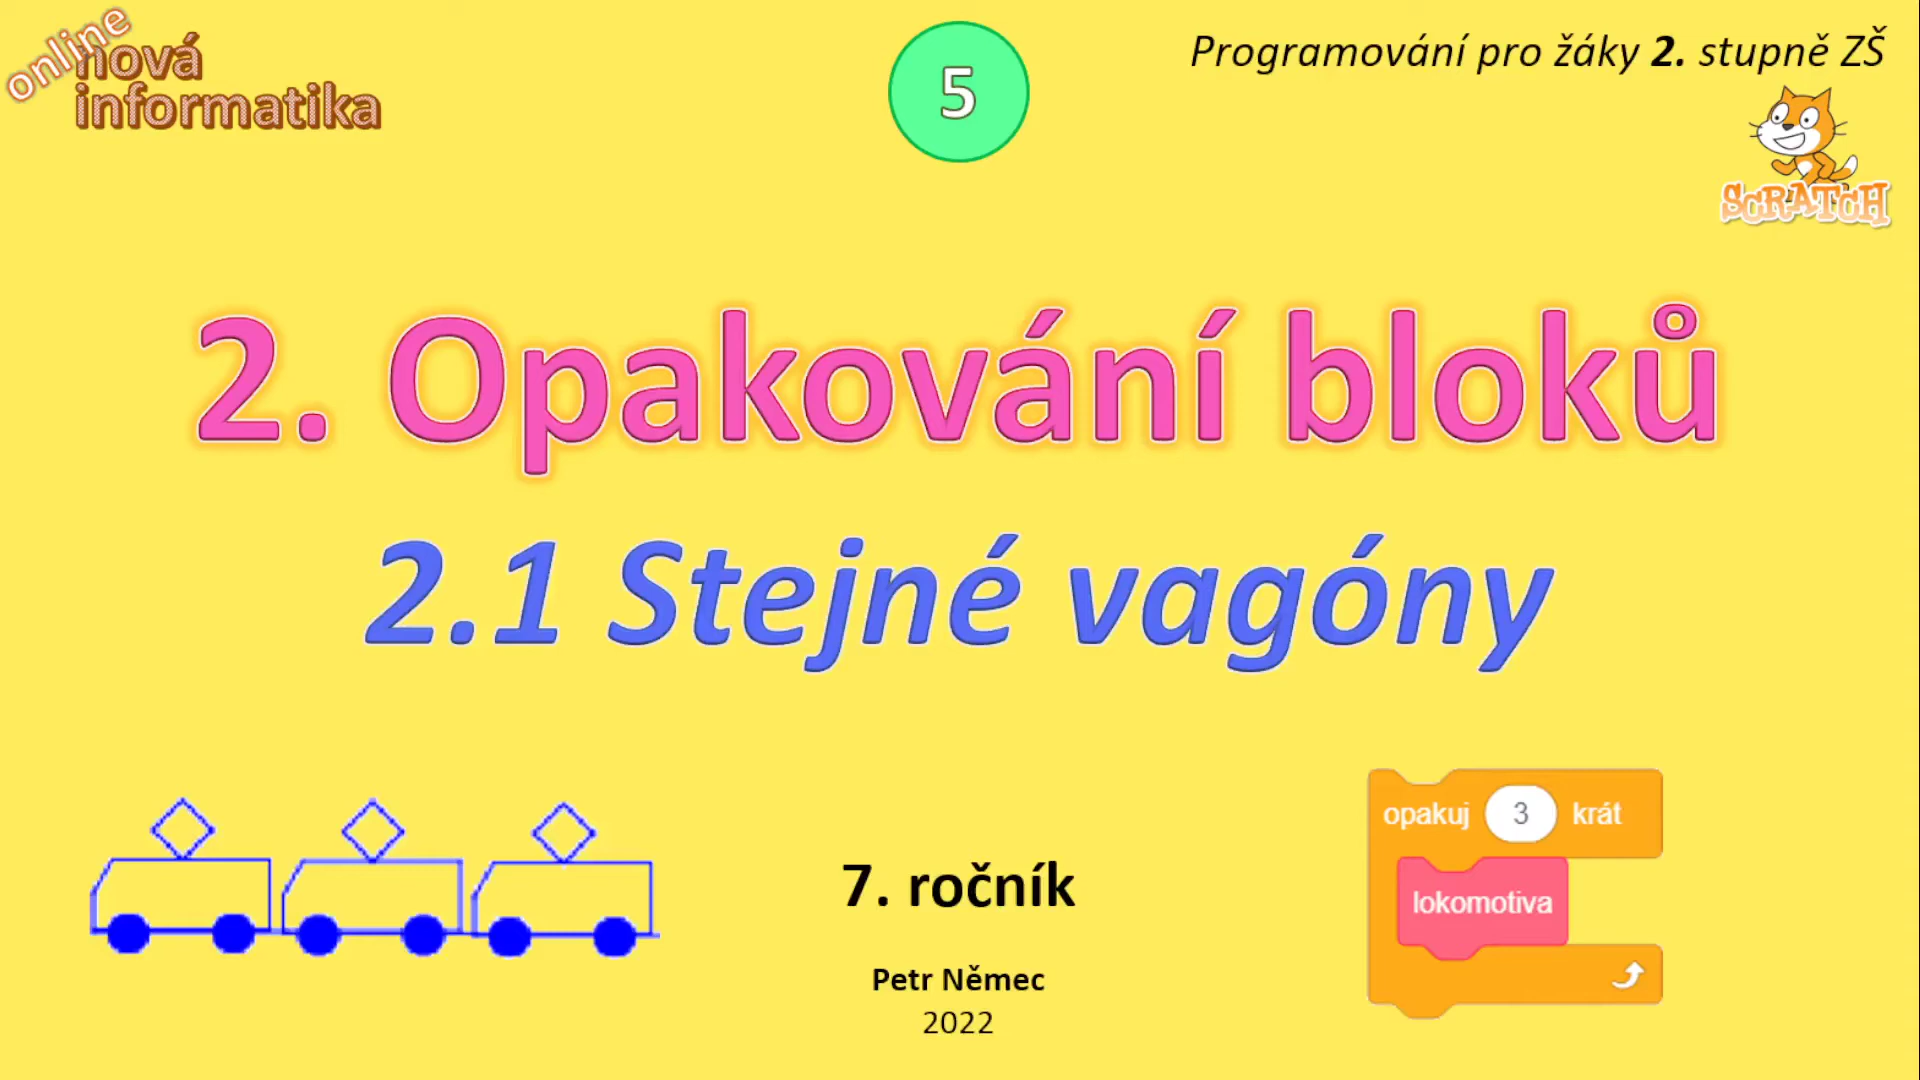 online
nová
informatika
5
Programování pro žáky 2. stupně ZŠ
SCRATCH
2. Opakování bloků
2.1 Stejné vagóny
opakuj 3 krát
lokomotiva
7. ročník
Petr Němec
2022